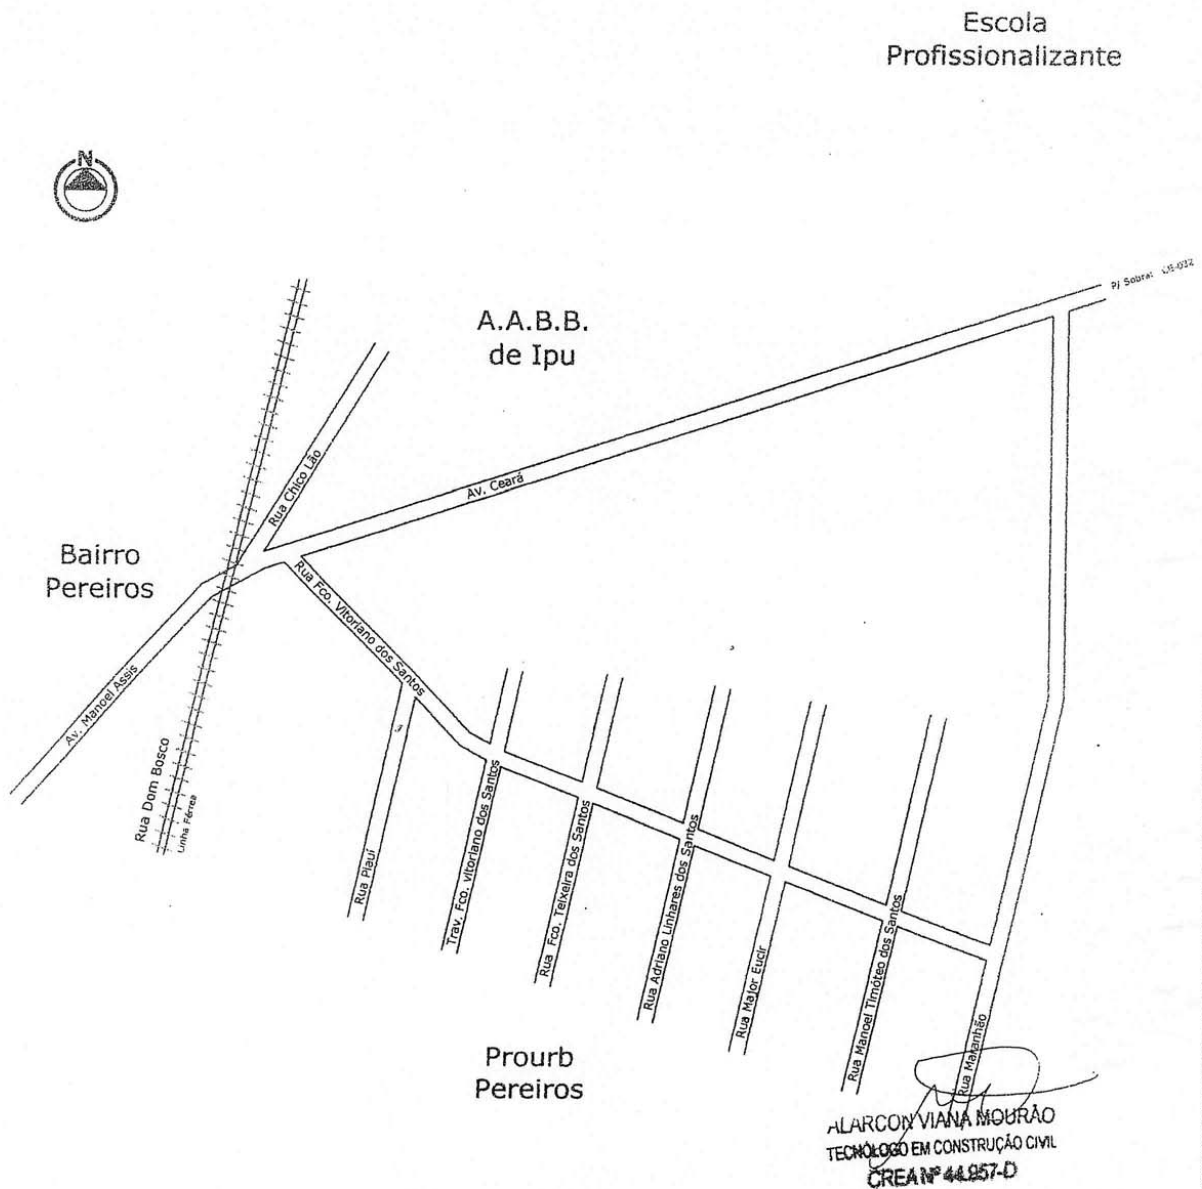 Escola
Profissionalizante
N
P/ Sobral CE-032
A.A.B.B.
de Ipu
Rua Chico Lão
Av. Ceará
Bairro
Pereiros
Rua Fco. Vitoriano dos Santos
Av. Manoel Assis
Rua Dom Bosco
Linha Férrea
Rua Piauí
Trav. Fco. vitoriano dos Santos
Rua Fco. Teixeira dos Santos
Rua Adriano Linhares dos Santos
Rua Major Eucir
Rua Manoel Timóteo dos Santos
Rua Maranhão
Prourb
Pereiros
ALARCON VIANA MOURÃO
TECNÓLOGO EM CONSTRUÇÃO CIVIL
CREA Nº 44.857-D